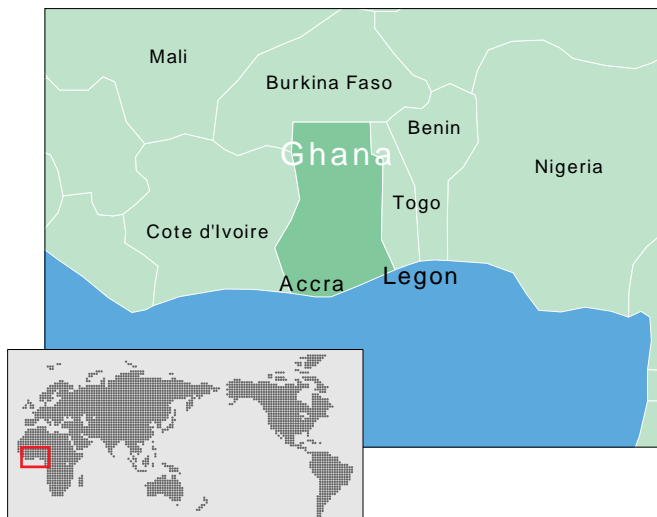 Mali
Burkina Faso
Benin
Ghana
Nigeria
Togo
Cote d'Ivoire
Accra
Legon